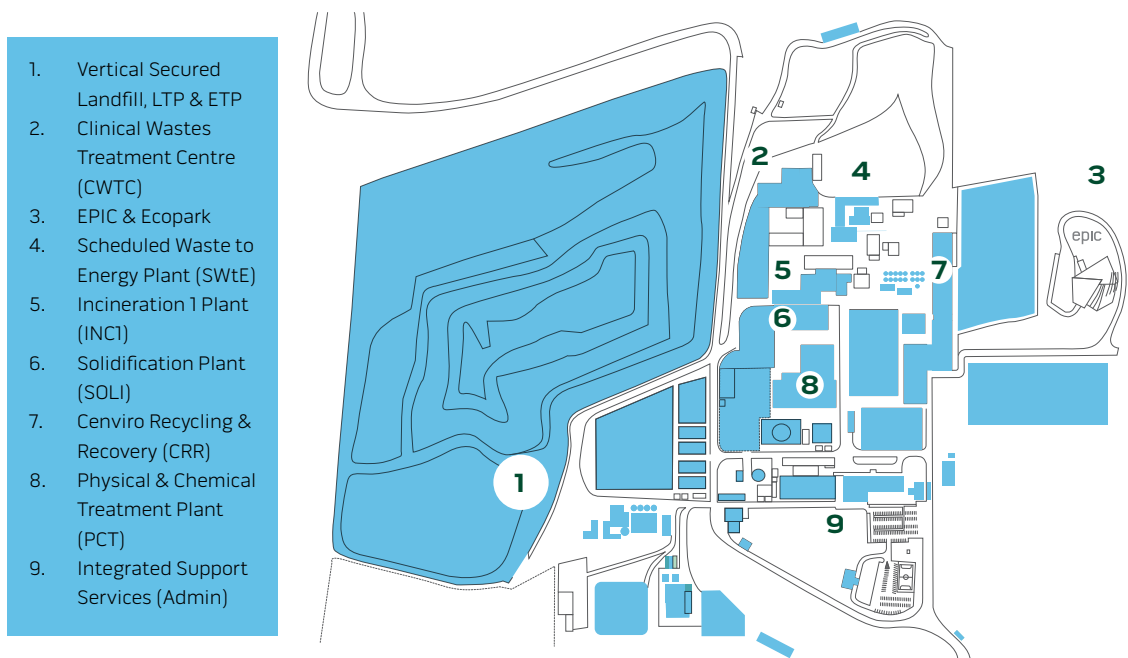 1. Vertical Secured
Landfill, LTP & ETP
2. Clinical Wastes
Treatment Centre
(CWTC)
3. EPIC & Ecopark
4. Scheduled Waste to
Energy Plant (SWtE)
5. Incineration 1 Plant
(INC1)
6. Solidification Plant
(SOLI)
7. Cenviro Recycling &
Recovery (CRR)
8. Physical & Chemical
Treatment Plant
(PCT)
9. Integrated Support
Services (Admin)
2
4
3
epic
5
7
6
8
1
9